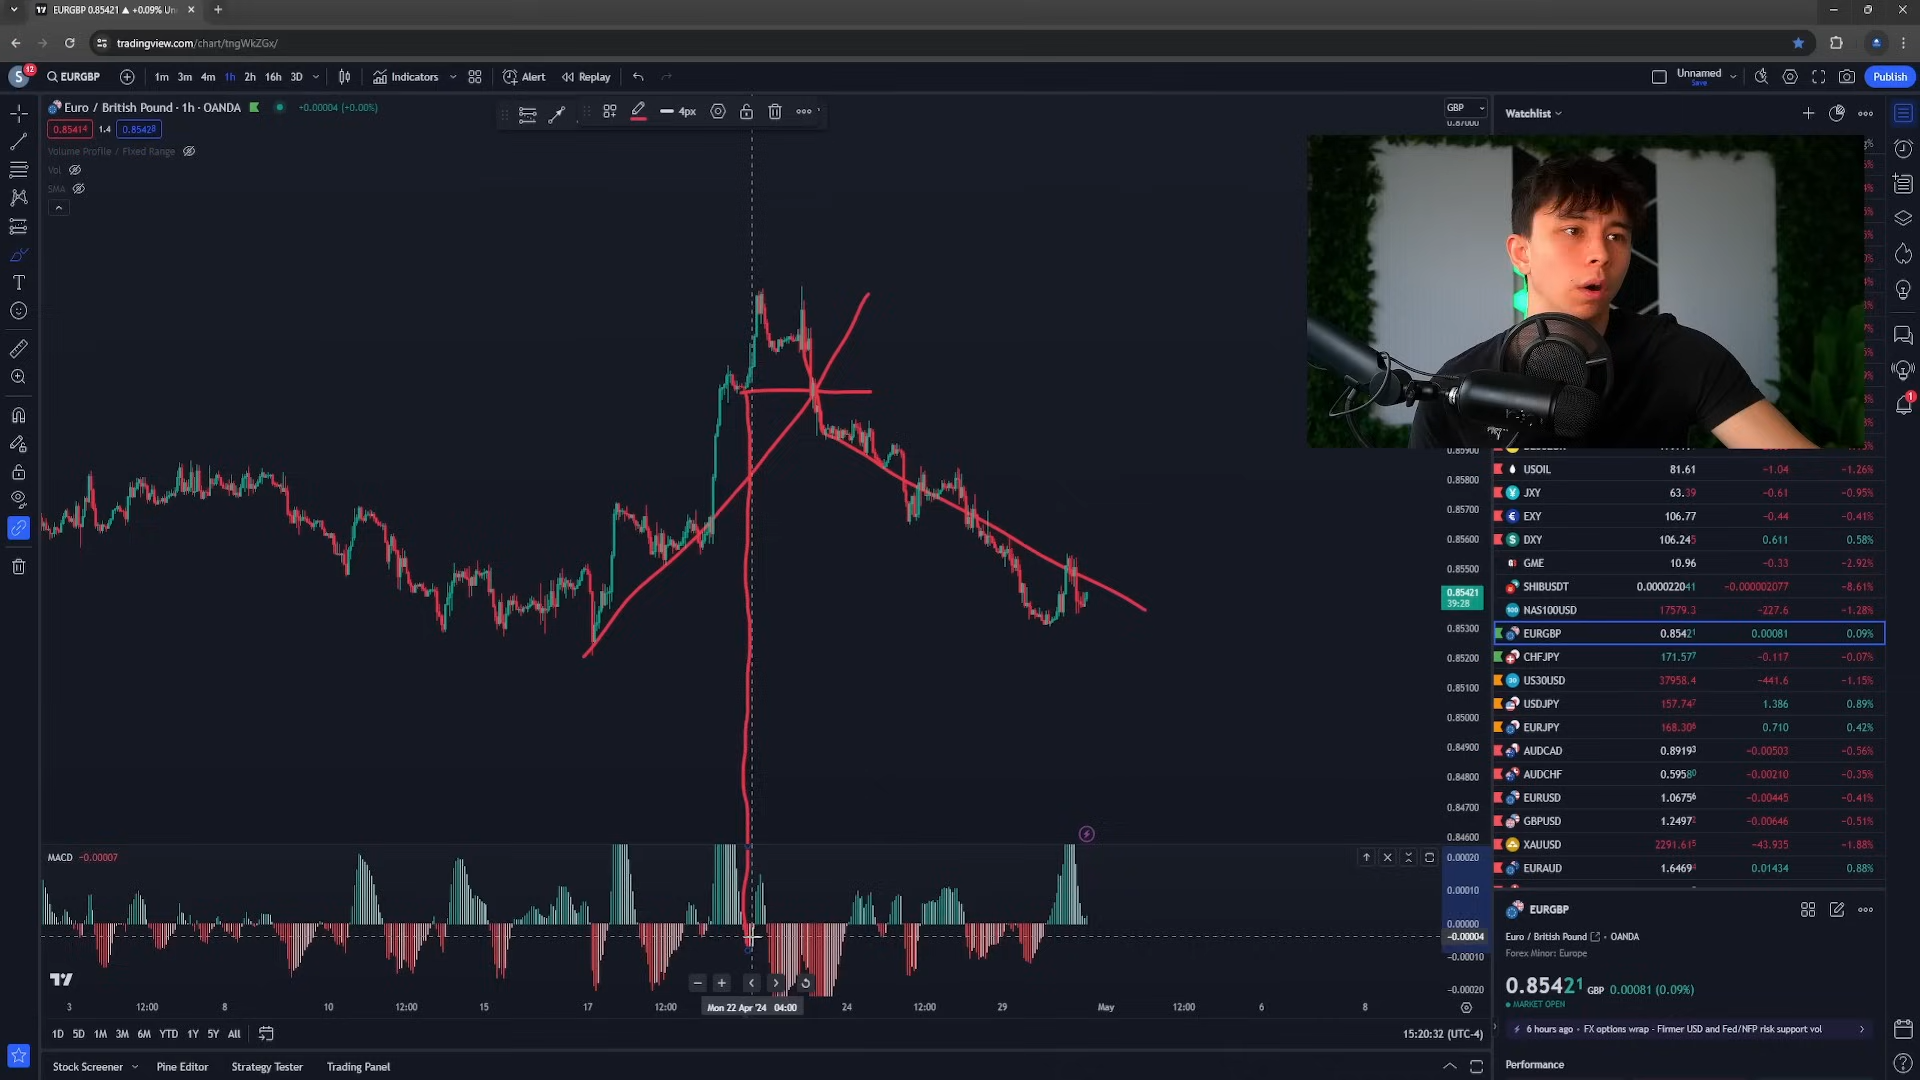 EURGBP 0.85421 ▲ +0.09% Un
tradingview.com/chart/tngWkZGx/
S 12 EURGBP 1m 3m 4m 1h 2h 16h 3D Indicators Alert Replay Unnamed Save Publish
Euro / British Pound · 1h · OANDA +0.00004 (+0.00%)
4px
GBP
Watchlist
0.85414 1.4 0.85428
Volume Profile / Fixed Range
Vol
SMA
0.87000
0.85900
0.85800
0.85700
0.85600
0.85500
0.85421
39:28
0.85300
0.85200
0.85100
0.85000
0.84900
0.84800
0.84700
0.84600
USOIL 81.61 −1.04 −1.26%
JXY 63.39 −0.61 −0.95%
EXY 106.77 −0.44 −0.41%
DXY 106.245 0.611 0.58%
GME 10.96 −0.33 −2.92%
SHIBUSDT 0.000022041 −0.000002077 −8.61%
NAS100USD 17579.3 −227.6 −1.28%
EURGBP 0.85421 0.00081 0.09%
CHFJPY 171.577 −0.117 −0.07%
US30USD 37958.4 −441.6 −1.15%
USDJPY 157.747 1.386 0.89%
EURJPY 168.306 0.710 0.42%
AUDCAD 0.89193 −0.00503 −0.56%
AUDCHF 0.59580 −0.00210 −0.35%
EURUSD 1.06756 −0.00445 −0.41%
GBPUSD 1.24972 −0.00646 −0.51%
XAUUSD 2291.615 −43.935 −1.88%
EURAUD 1.64694 0.01434 0.88%
MACD −0.00007
0.00020
0.00010
0.00000
−0.00004
−0.00010
−0.00020
3 12:00 8 10 12:00 15 17 12:00 Mon 22 Apr '24 04:00 24 12:00 29 May 12:00 6 8
1D 5D 1M 3M 6M YTD 1Y 5Y All
15:20:32 (UTC-4)
Stock Screener Pine Editor Strategy Tester Trading Panel
EURGBP
Euro / British Pound · OANDA
Forex Minor: Europe
0.85421 GBP 0.00081 (0.09%)
MARKET OPEN
6 hours ago · FX options wrap - Firmer USD and Fed/NFP risk support vol
Performance